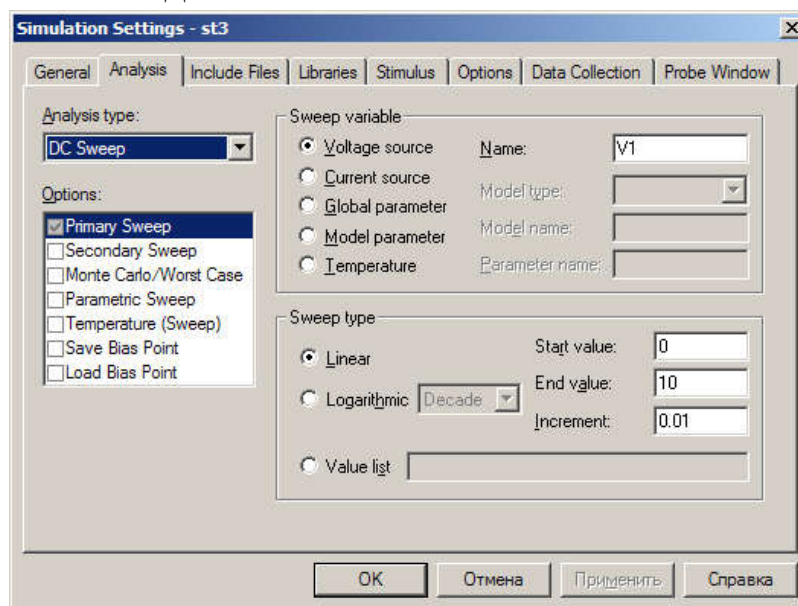 Simulation Settings - st3
General Analysis Include Files Libraries Stimulus Options Data Collection Probe Window
Analysis type:
DC Sweep
Options:
Primary Sweep
Secondary Sweep
Monte Carlo/Worst Case
Parametric Sweep
Temperature (Sweep)
Save Bias Point
Load Bias Point
Sweep variable
Voltage source
Current source
Global parameter
Model parameter
Temperature
Name: V1
Model type:
Model name:
Parameter name:
Sweep type
Linear
Logarithmic Decade
Value list
Start value: 0
End value: 10
Increment: 0.01
OK Отмена Применить Справка